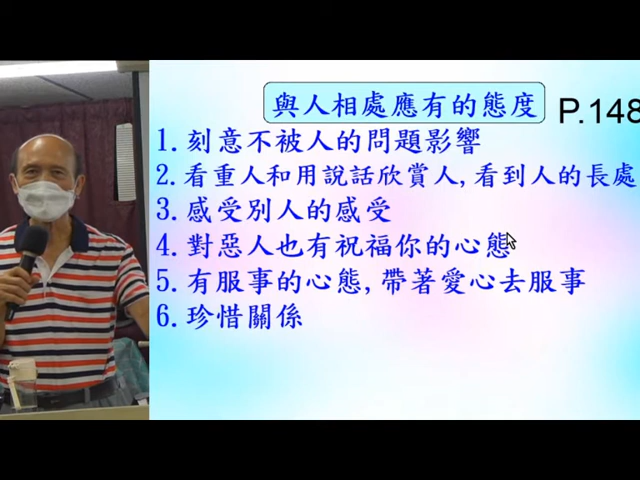 與人相處應有的態度
P.148
1.刻意不被人的問題影響
2.看重人和用說話欣賞人,看到人的長處
3.感受別人的感受
4.對惡人也有祝福你的心態
5.有服事的心態,帶著愛心去服事
6.珍惜關係